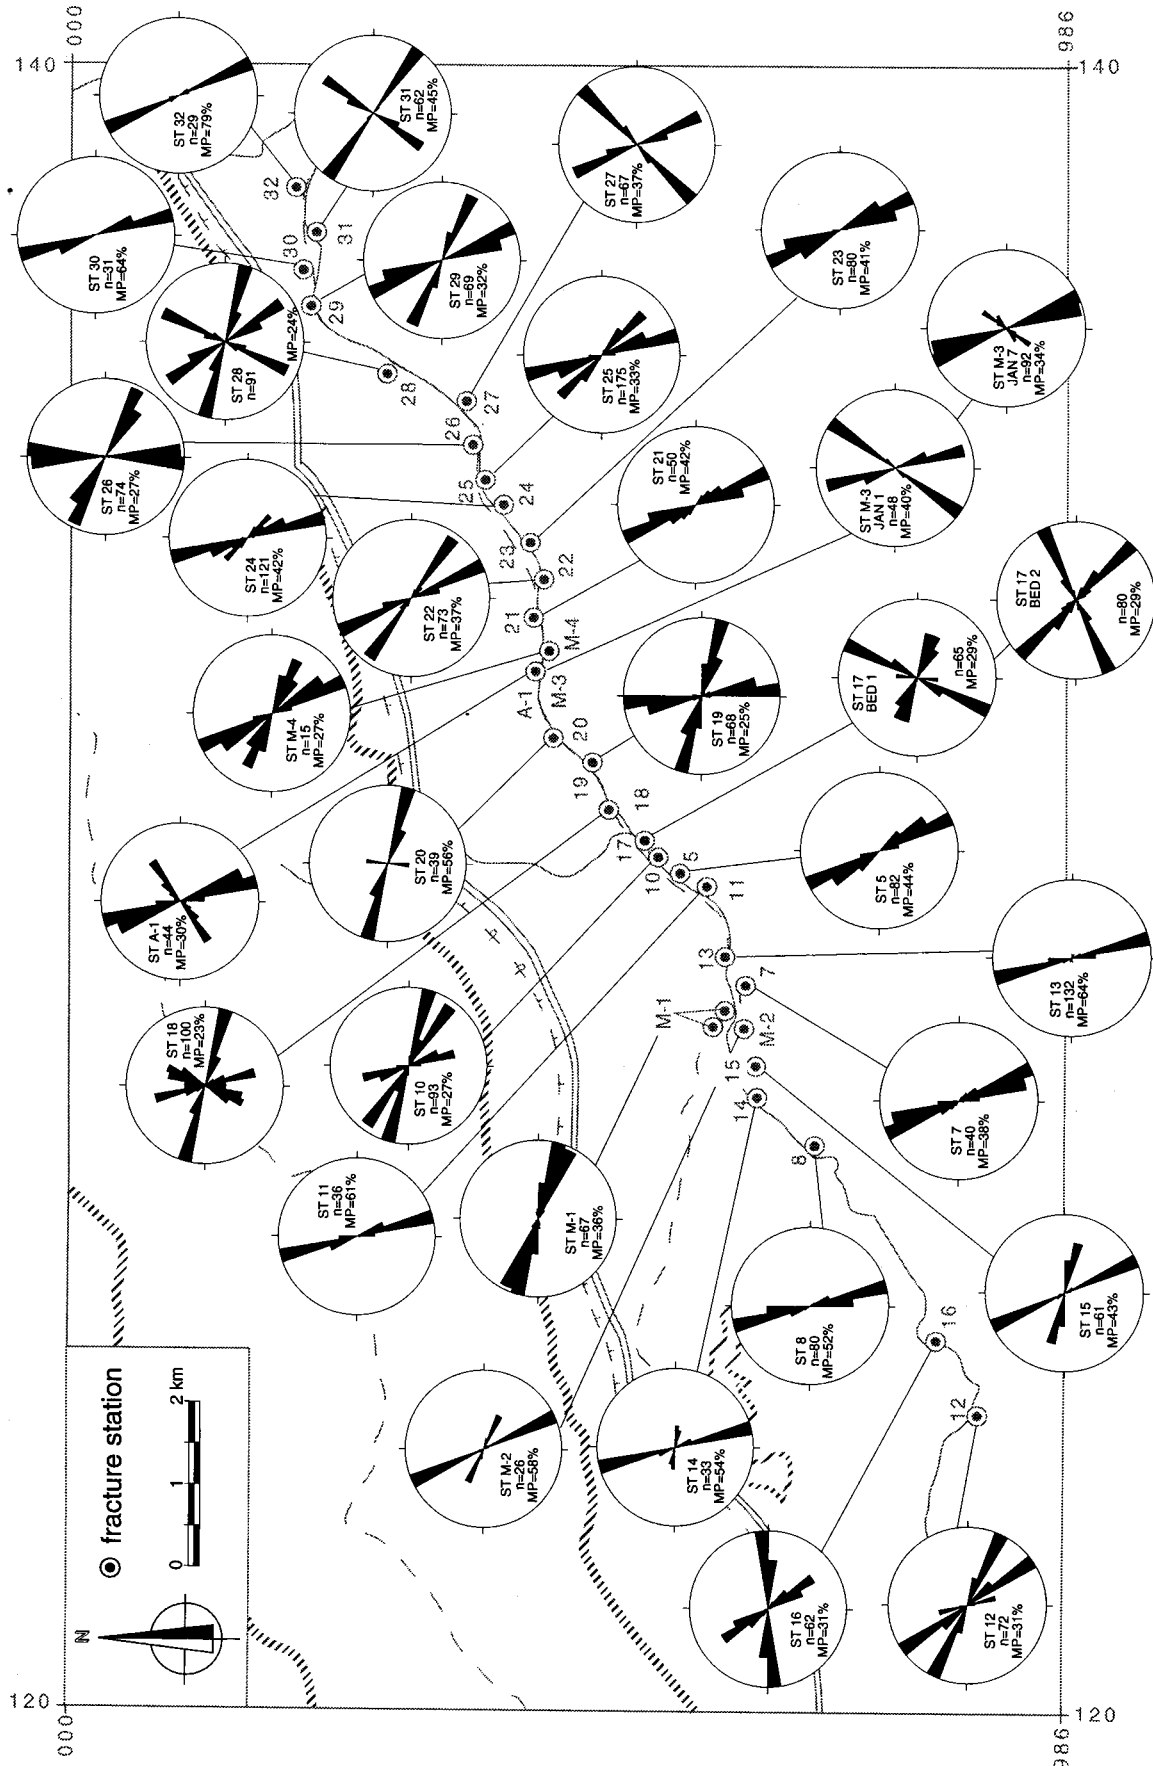 000
140
986
140
ST 32
n=29
MP=79%
ST 31
n=62
MP=45%
ST 30
n=31
MP=64%
ST 27
n=67
MP=37%
ST 29
n=69
MP=32%
ST 28
n=91
MP=24%
ST 23
n=80
MP=41%
ST 25
n=175
MP=33%
ST M-3
JAN 7
n=92
MP=34%
ST 26
n=74
MP=27%
ST 21
n=50
MP=42%
ST M-3
JAN 1
n=48
MP=40%
ST 24
n=121
MP=42%
ST 22
n=73
MP=37%
ST 17
BED 2
n=80
MP=29%
ST M-4
n=15
MP=27%
ST 19
n=68
MP=25%
ST 17
BED 1
n=65
MP=29%
ST 20
n=39
MP=56%
ST A-1
n=44
MP=30%
ST 5
n=82
MP=44%
ST 13
n=132
MP=64%
ST 18
n=100
MP=23%
ST 10
n=93
MP=27%
ST 7
n=40
MP=38%
ST 11
n=36
MP=61%
ST M-1
n=67
MP=36%
ST 8
n=80
MP=52%
ST 15
n=61
MP=43%
ST M-2
n=26
MP=58%
ST 14
n=33
MP=54%
ST 16
n=62
MP=31%
ST 12
n=72
MP=31%
32
31
30
29
28
27
26
25
24
23
22
21
M-4
A-1
M-3
20
19
18
17
10
5
11
13
7
M-1
M-2
15
14
8
16
12
fracture station
0
1
2 km
N
120
000
986
120